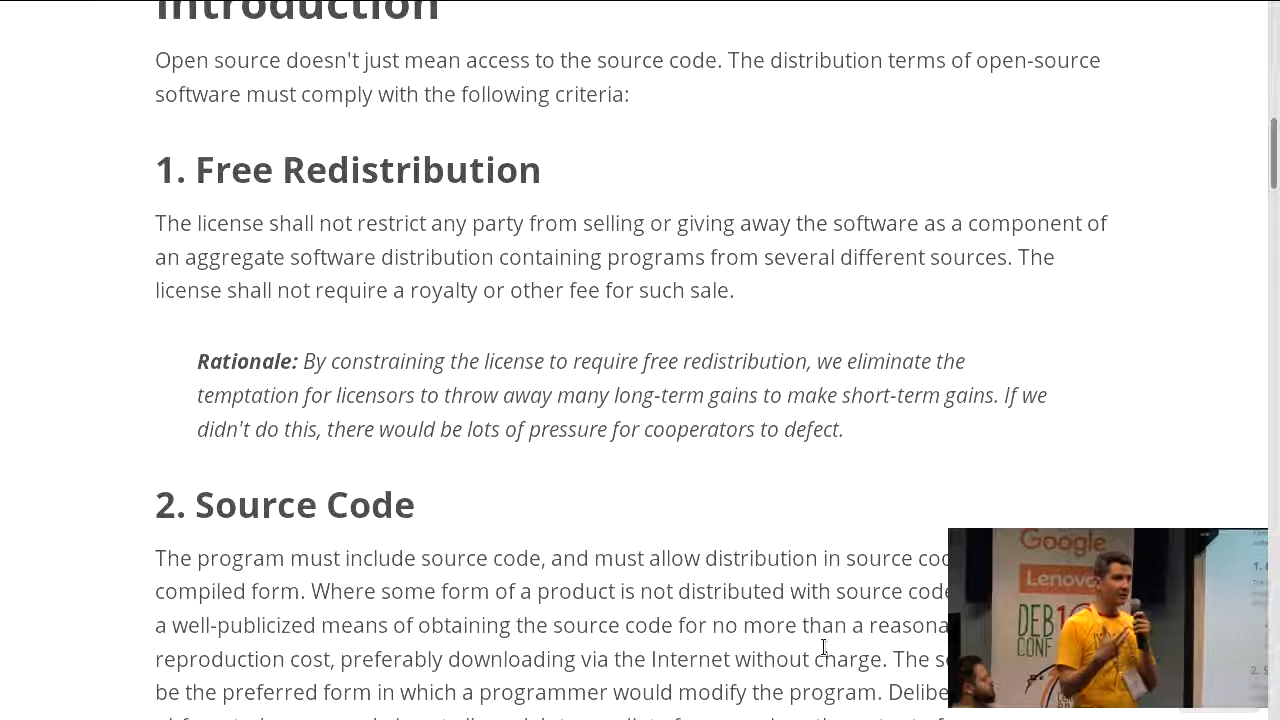 Introduction
Open source doesn't just mean access to the source code. The distribution terms of open-source
software must comply with the following criteria:
1. Free Redistribution
The license shall not restrict any party from selling or giving away the software as a component of
an aggregate software distribution containing programs from several different sources. The
license shall not require a royalty or other fee for such sale.
Rationale: By constraining the license to require free redistribution, we eliminate the
temptation for licensors to throw away many long-term gains to make short-term gains. If we
didn't do this, there would be lots of pressure for cooperators to defect.
2. Source Code
The program must include source code, and must allow distribution in source
compiled form. Where some form of a product is not distributed with source
a well-publicized means of obtaining the source code for no more than a
reproduction cost, preferably downloading via the Internet without charge. The
be the preferred form in which a programmer would modify the program.
Google
Lenovo
DEB
CONF